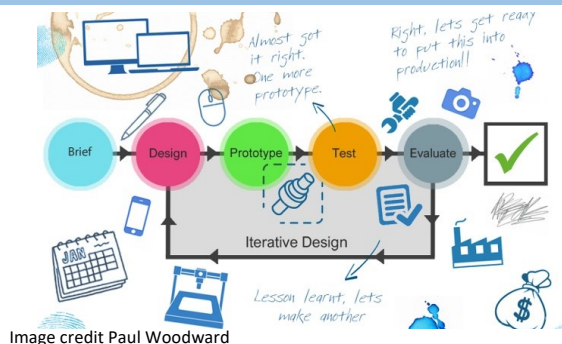 Almost got
it right.
One more
prototype.
Right, lets get ready
to put this into
production!!
Brief
Design
Prototype
Test
Evaluate
Iterative Design
JAN
$
Lesson learnt, lets
make another
Image credit Paul Woodward